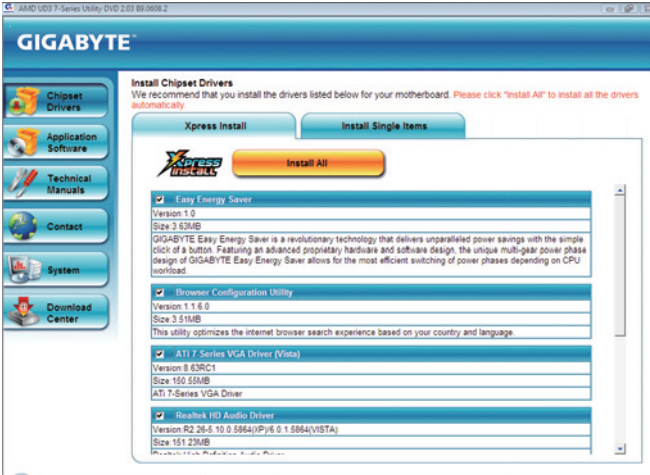 AMD UD3 7-Series Utility DVD 2.03 B9.0608.2
GIGABYTE™
Chipset
Drivers
Application
Software
Technical
Manuals
Contact
System
Download
Center
Install Chipset Drivers
We recommend that you install the drivers listed below for your motherboard. Please click "Install All" to install all the drivers
automatically.
Xpress Install
Install Single Items
Xpress
INSTALL
Install All
Easy Energy Saver
Version:1.0
Size:3.63MB
GIGABYTE Easy Energy Saver is a revolutionary technology that delivers unparalleled power savings with the simple
click of a button. Featuring an advanced proprietary hardware and software design, the unique multi-gear power phase
design of GIGABYTE Easy Energy Saver allows for the most efficient switching of power phases depending on CPU
workload.
Browser Configuration Utility
Version:1.1.6.0
Size:3.51MB
This utility optimizes the internet browser search experience based on your country and language.
ATi 7-Series VGA Driver (Vista)
Version:8.63RC1
Size:150.55MB
ATi 7-Series VGA Driver
Realtek HD Audio Driver
Version:R2.26-5.10.0.5864(XP)/6.0.1.5864(VISTA)
Size:151.23MB
Realtek High Definition Audio Driver